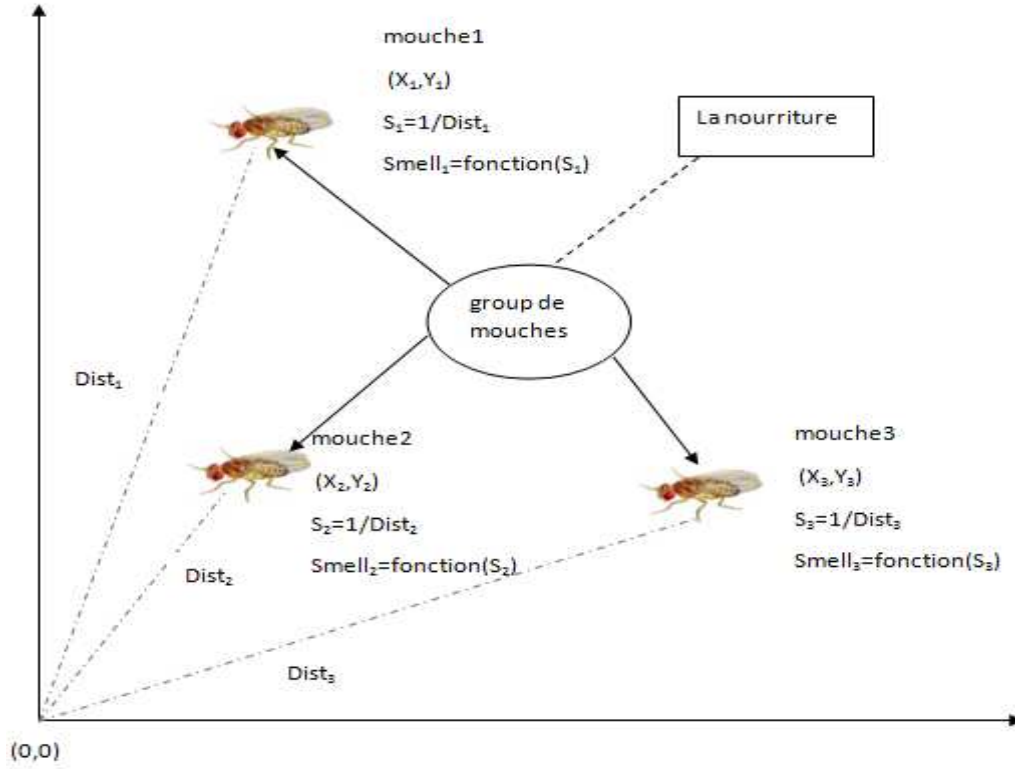 mouche1
(X₁,Y₁)
S₁=1/Dist₁
Smell₁=fonction(S₁)
La nourriture
group de
mouches
Dist₁
mouche2
(X₂,Y₂)
S₂=1/Dist₂
Smell₂=fonction(S₂)
mouche3
(X₃,Y₃)
S₃=1/Dist₃
Smell₃=fonction(S₃)
Dist₂
Dist₃
(0,0)